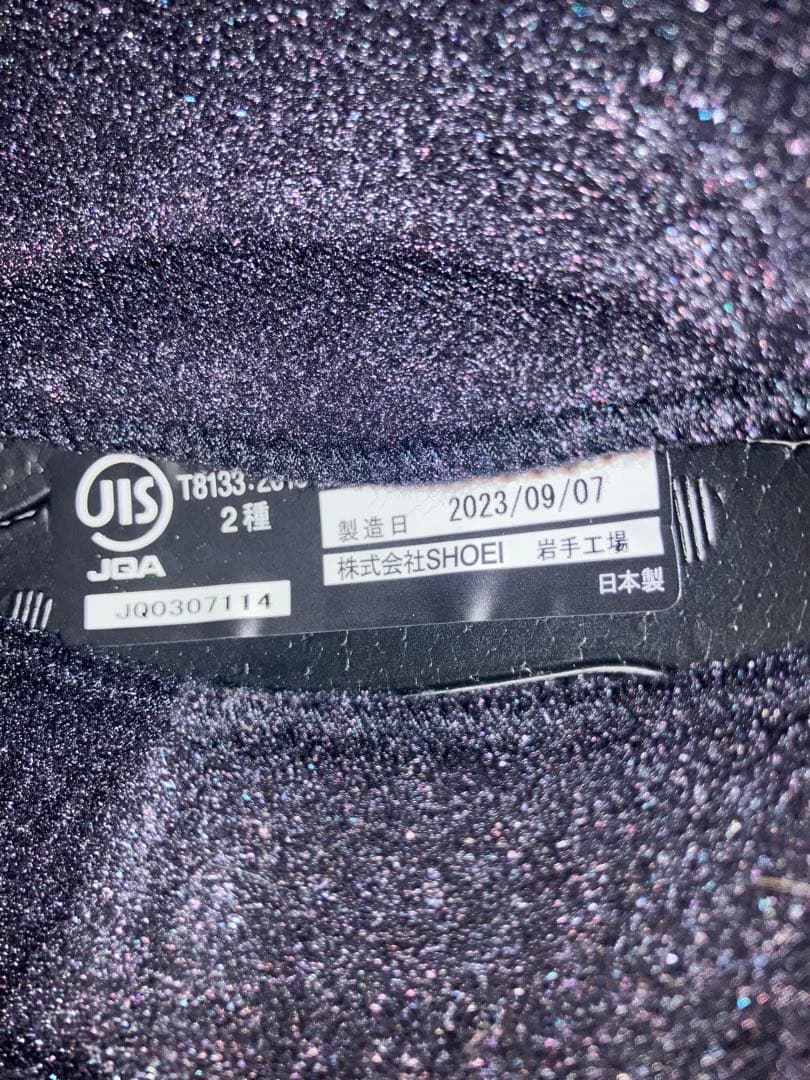 JIS
T8133:2015
2種
JQA
JQ0307114
製造日 2023/09/07
株式会社SHOEI 岩手工場
日本製